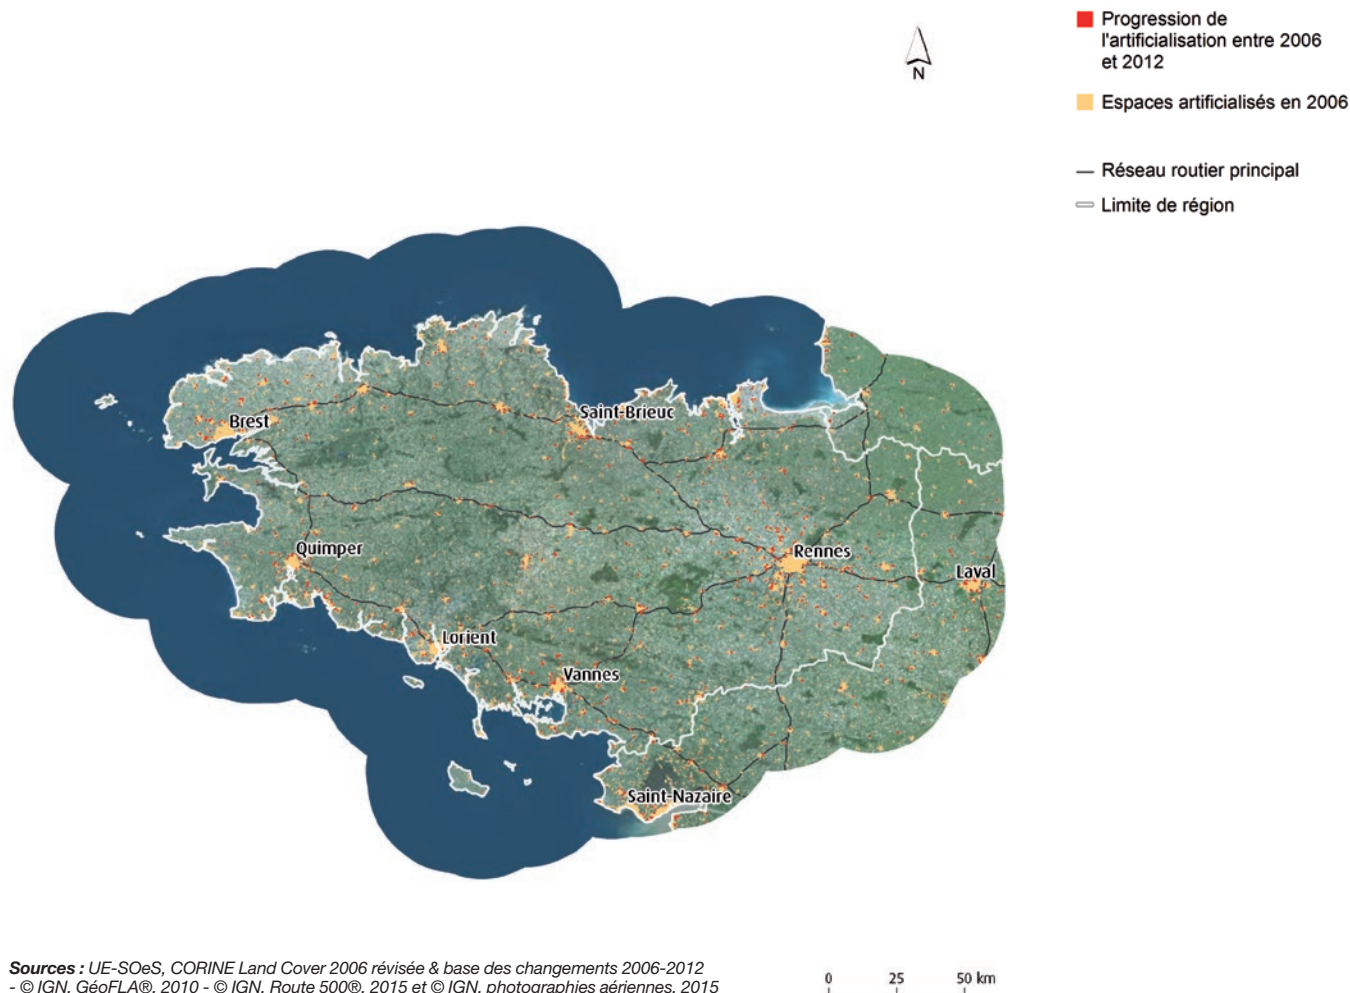 Progression de
l'artificialisation entre 2006
et 2012
N
Espaces artificialisés en 2006
Réseau routier principal
Limite de région
Saint-Brieuc
Brest
Quimper
Rennes
Laval
Lorient
Vannes
Saint-Nazaire
Sources : UE-SOeS, CORINE Land Cover 2006 révisée & base des changements 2006-2012
- © IGN, GéoFLA®, 2010 - © IGN, Route 500®, 2015 et © IGN, photographies aériennes, 2015
0 25 50 km